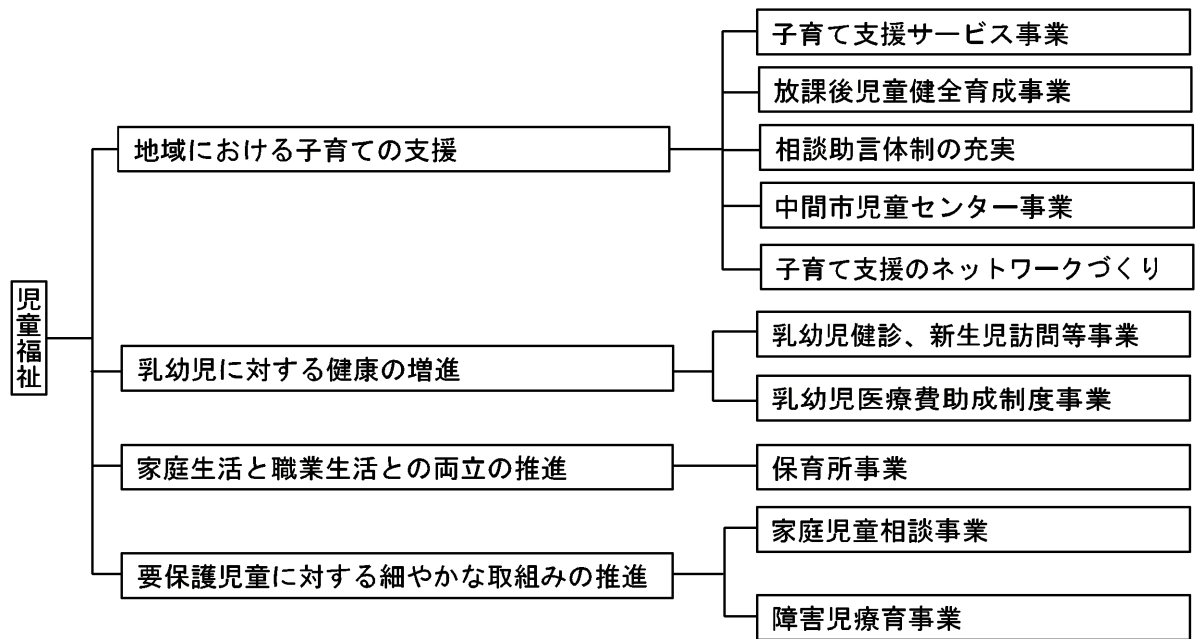 児童福祉
地域における子育ての支援
子育て支援サービス事業
放課後児童健全育成事業
相談助言体制の充実
中間市児童センター事業
子育て支援のネットワークづくり
乳幼児に対する健康の増進
乳幼児健診、新生児訪問等事業
乳幼児医療費助成制度事業
家庭生活と職業生活との両立の推進
保育所事業
要保護児童に対する細やかな取組みの推進
家庭児童相談事業
障害児療育事業